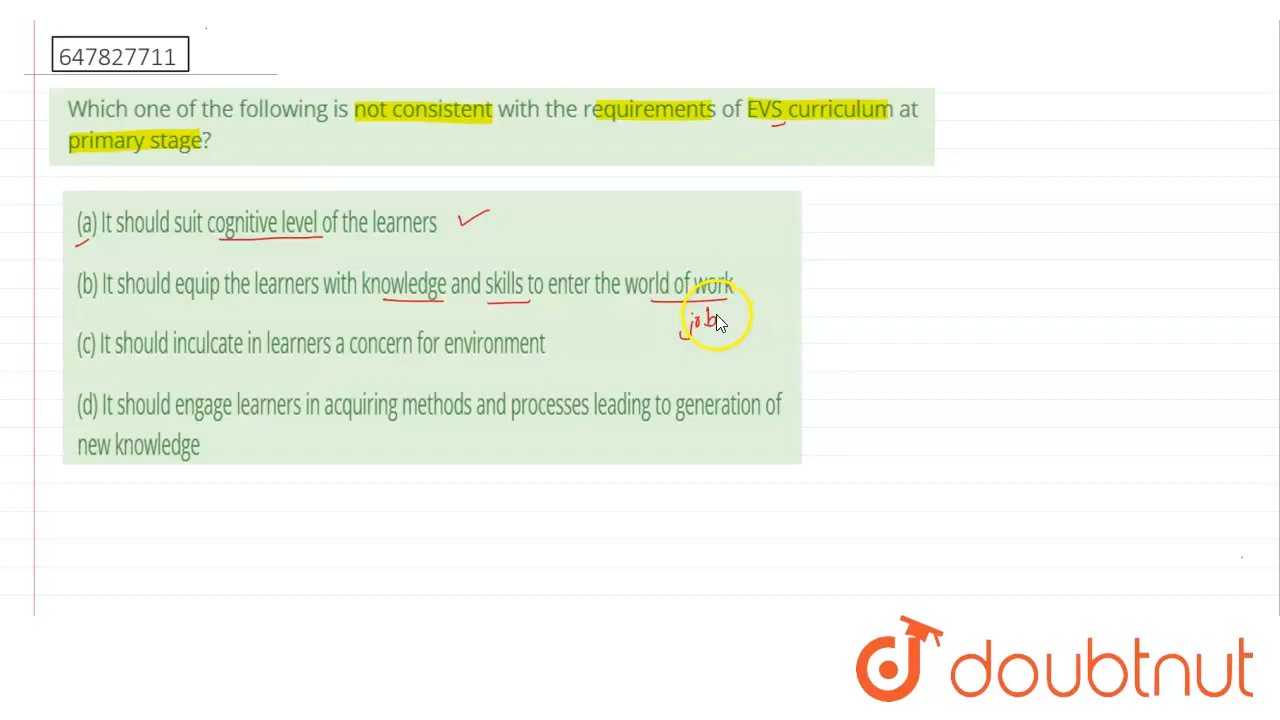 647827711
Which one of the following is not consistent with the requirements of EVS curriculum at
primary stage?
(a) It should suit cognitive level of the learners
(b) It should equip the learners with knowledge and skills to enter the world of work
job
(c) It should inculcate in learners a concern for environment
(d) It should engage learners in acquiring methods and processes leading to generation of
new knowledge
doubtnut